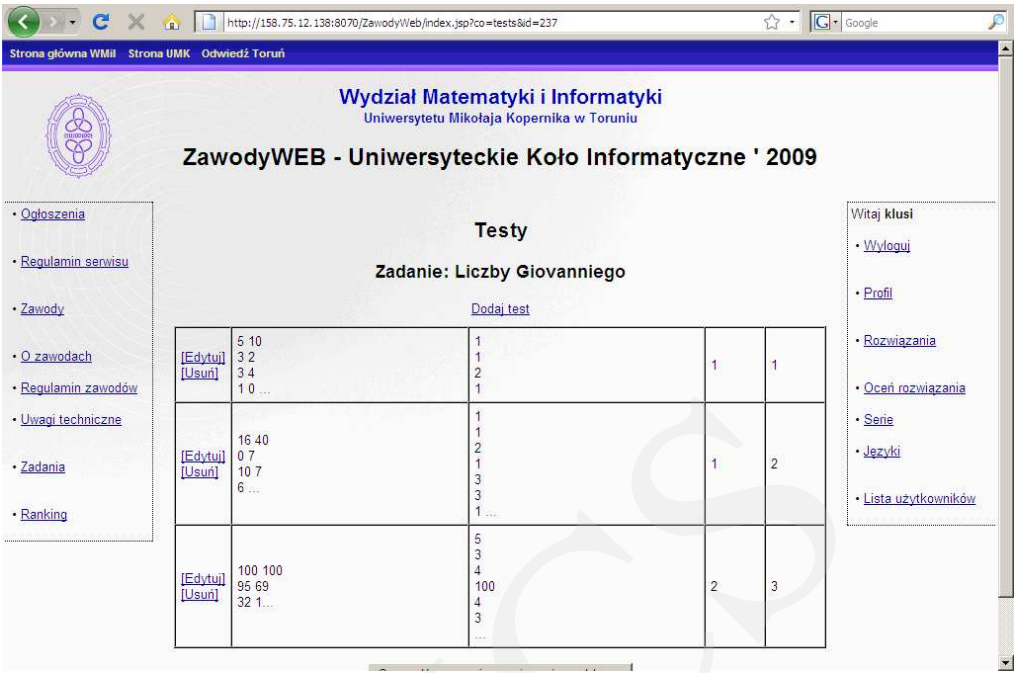 http://158.75.12.138:8070/ZawodyWeb/index.jsp?co=tests&id=237
Google
Strona główna WMiI Strona UMK Odwiedź Toruń
Wydział Matematyki i Informatyki
Uniwersytetu Mikołaja Kopernika w Toruniu
ZawodyWEB - Uniwersyteckie Koło Informatyczne ' 2009
• Ogłoszenia
• Regulamin serwisu
• Zawody
• O zawodach
• Regulamin zawodów
• Uwagi techniczne
• Zadania
• Ranking
Testy
Zadanie: Liczby Giovanniego
Dodaj test
[Edytuj]
[Usuń]
5 10
3 2
3 4
1 0 ...
1
1
2
1
1
1
[Edytuj]
[Usuń]
16 40
0 7
10 7
6 ...
1
1
2
1
3
3
1 ...
1
2
[Edytuj]
[Usuń]
100 100
95 69
32 1...
5
3
4
100
4
3
...
2
3
Witaj klusi
• Wyloguj
• Profil
• Rozwiązania
• Oceń rozwiązania
• Serie
• Języki
• Lista użytkowników